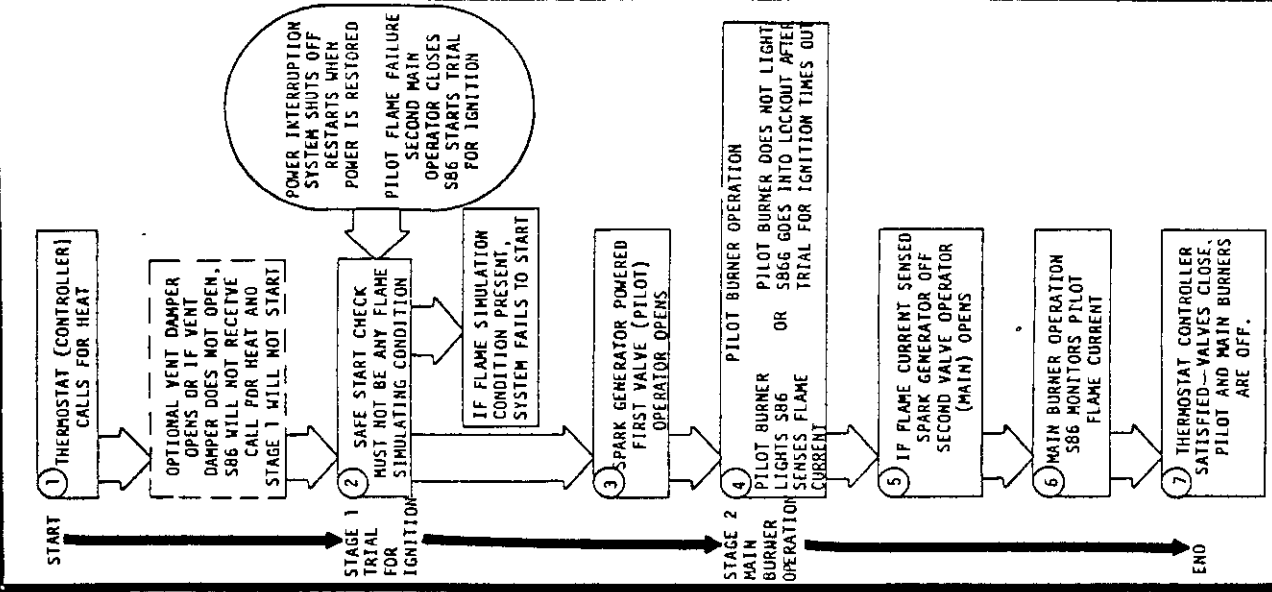 START
1 THERMOSTAT (CONTROLLER)
CALLS FOR HEAT
OPTIONAL VENT DAMPER
OPENS OR IF VENT
DAMPER DOES NOT OPEN,
S86 WILL NOT RECEIVE
CALL FOR HEAT AND
STAGE 1 WILL NOT START
STAGE 1
TRIAL
FOR
IGNITION
2 SAFE START CHECK
MUST NOT BE ANY FLAME
SIMULATING CONDITION
POWER INTERRUPTION
SYSTEM SHUTS OFF
RESTARTS WHEN
POWER IS RESTORED
PILOT FLAME FAILURE
SECOND MAIN
OPERATOR CLOSES
S86 STARTS TRIAL
FOR IGNITION
IF FLAME SIMULATION
CONDITION PRESENT,
SYSTEM FAILS TO START
3 SPARK GENERATOR POWERED
FIRST VALVE (PILOT)
OPERATOR OPENS
STAGE 2
MAIN
BURNER
OPERATION
4 PILOT BURNER OPERATION
PILOT BURNER
LIGHTS S86
SENSES FLAME
CURRENT
OR
PILOT BURNER DOES NOT LIGHT
S86G GOES INTO LOCKOUT AFTER
TRIAL FOR IGNITION TIMES OUT
5 IF FLAME CURRENT SENSED
SPARK GENERATOR OFF
SECOND VALVE OPERATOR
(MAIN) OPENS
6 MAIN BURNER OPERATION
S86 MONITORS PILOT
FLAME CURRENT
7 THERMOSTAT CONTROLLER
SATISFIED—VALVES CLOSE,
PILOT AND MAIN BURNERS
ARE OFF.
END